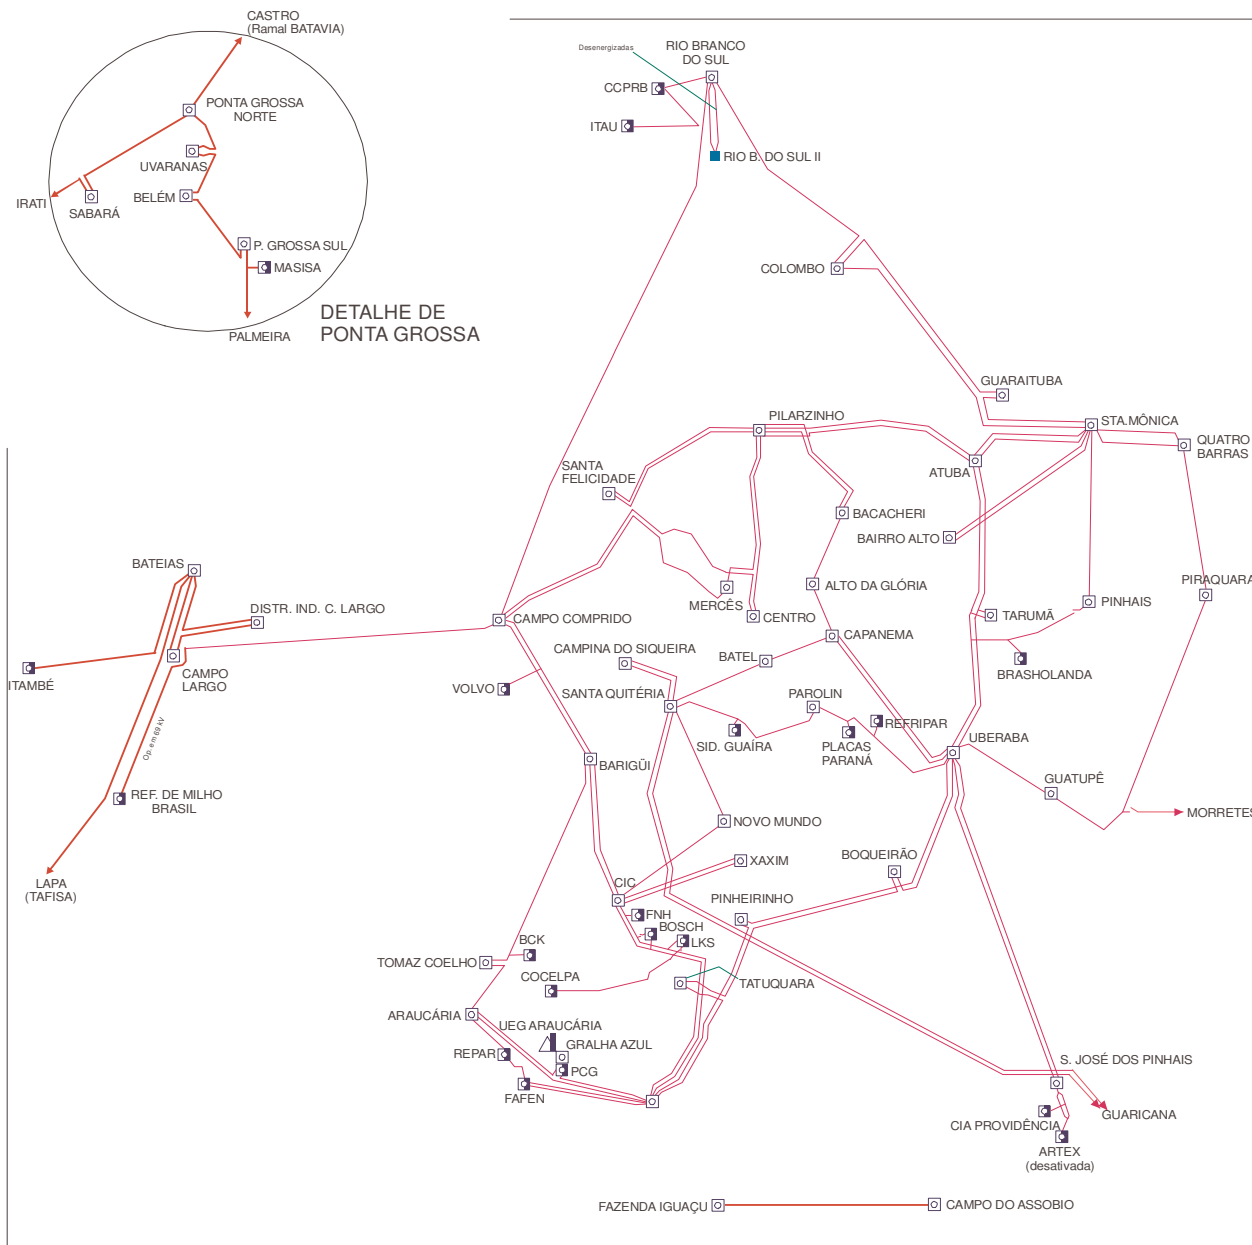 CASTRO
(Ramal BATAVIA)
PONTA GROSSA
NORTE
UVARANAS
BELÉM
IRATI
SABARÁ
P. GROSSA SUL
MASISA
PALMEIRA
DETALHE DE
PONTA GROSSA
Desenergizadas
RIO BRANCO
DO SUL
CCPRB
ITAU
RIO B. DO SUL II
COLOMBO
GUARAITUBA
PILARZINHO
STA.MÔNICA
QUATRO
BARRAS
SANTA
FELICIDADE
ATUBA
BACACHERI
BAIRRO ALTO
BATEIAS
PIRAQUARA
ALTO DA GLÓRIA
MERCÊS
PINHAIS
DISTR. IND. C. LARGO
CENTRO
TARUMÃ
CAMPO COMPRIDO
CAPANEMA
CAMPINA DO SIQUEIRA
BATEL
BRASHOLANDA
ITAMBÉ
CAMPO
LARGO
VOLVO
SANTA QUITÉRIA
PAROLIN
REFRIPAR
SID. GUAÍRA
PLACAS
PARANÁ
UBERABA
Op. em 69 kV
BARIGÜI
GUATUPÊ
REF. DE MILHO
BRASIL
NOVO MUNDO
MORRETES
BOQUEIRÃO
XAXIM
LAPA
(TAFISA)
CIC
PINHEIRINHO
FNH
BOSCH
LKS
BCK
TOMAZ COELHO
COCELPA
TATUQUARA
ARAUCÁRIA
UEG ARAUCÁRIA
GRALHA AZUL
REPAR
PCG
FAFEN
S. JOSÉ DOS PINHAIS
GUARICANA
CIA PROVIDÊNCIA
ARTEX
(desativada)
FAZENDA IGUAÇU
CAMPO DO ASSOBIO